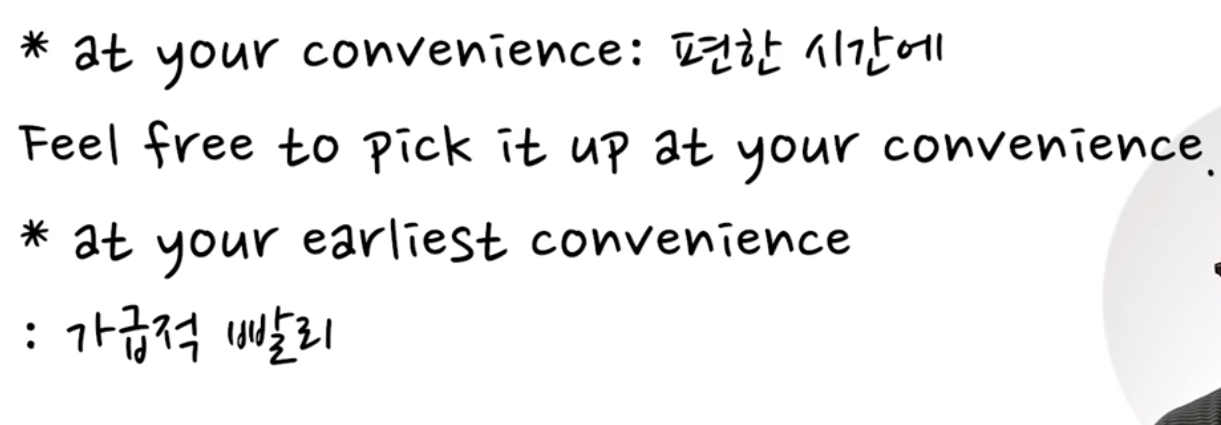 * at your convenience: 편한 시간에
Feel free to pick it up at your convenience.
* at your earliest convenience
: 가급적 빨리